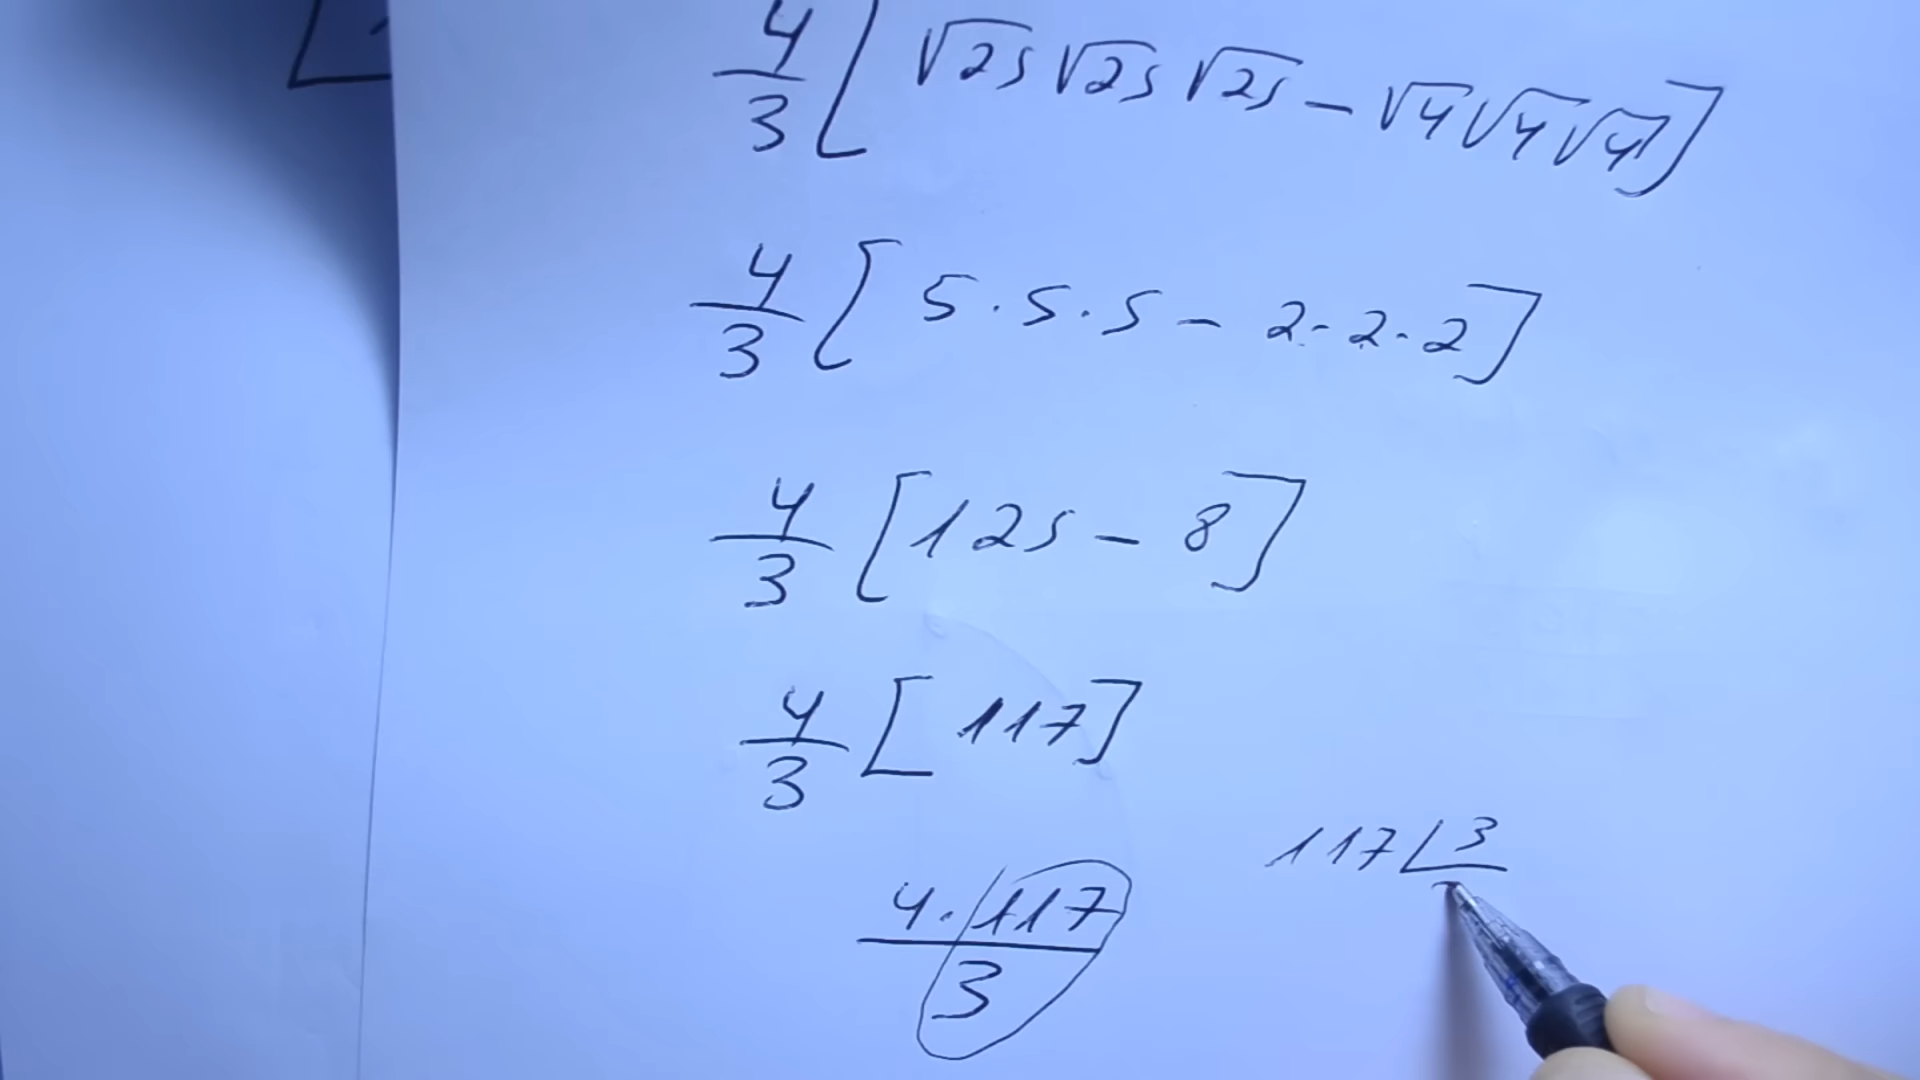 4/3 [ √25 √25 √25 − √4 √4 √4 ]
4/3 [ 5 · 5 · 5 − 2 · 2 · 2 ]
4/3 [ 125 − 8 ]
4/3 [ 117 ]
4 · 117 / 3
117 | 3